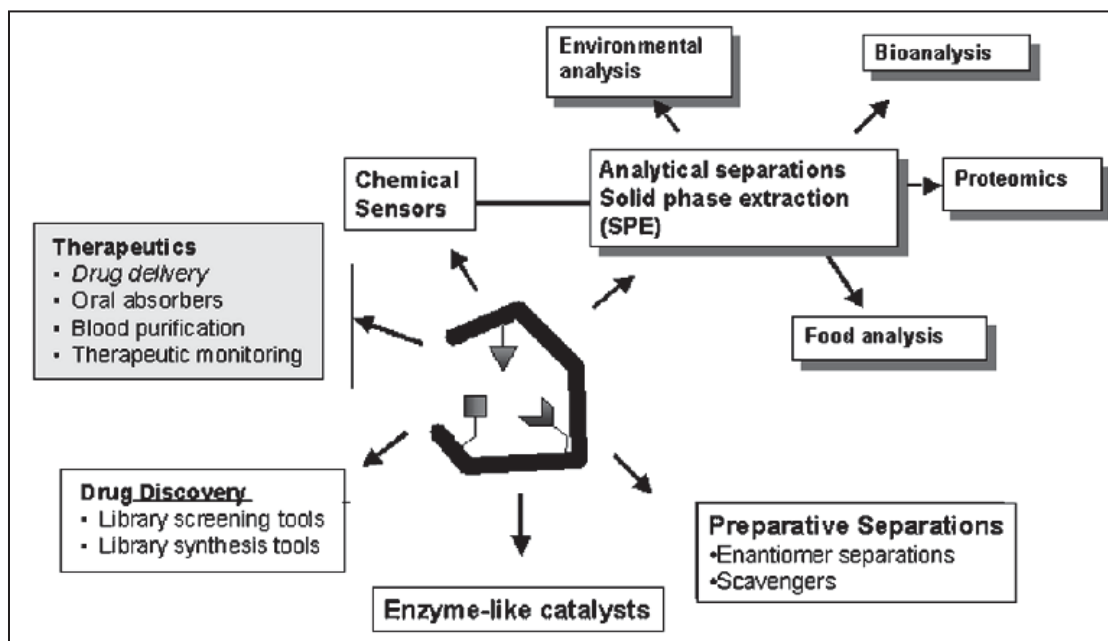 Environmental
analysis
Bioanalysis
Chemical
Sensors
Analytical separations
Solid phase extraction
(SPE)
Proteomics
Therapeutics
▪ Drug delivery
▪ Oral absorbers
▪ Blood purification
▪ Therapeutic monitoring
Food analysis
Drug Discovery
▪ Library screening tools
▪ Library synthesis tools
Preparative Separations
•Enantiomer separations
•Scavengers
Enzyme-like catalysts